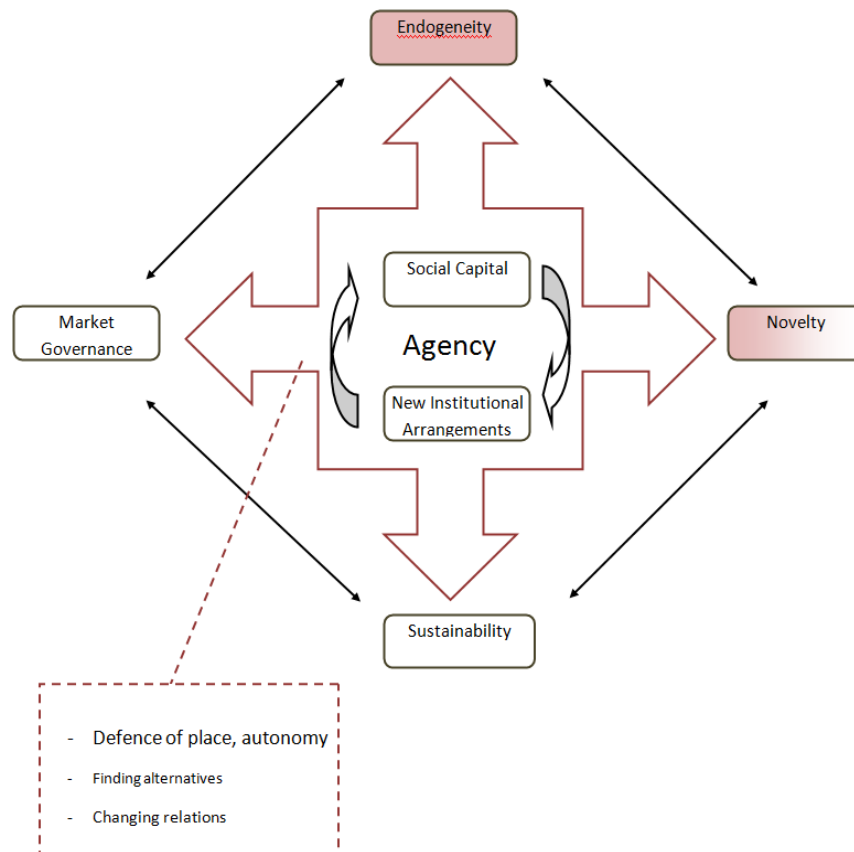 Endogeneity
Social Capital
Market
Governance
Novelty
Agency
New Institutional
Arrangements
Sustainability
- Defence of place, autonomy
- Finding alternatives
- Changing relations